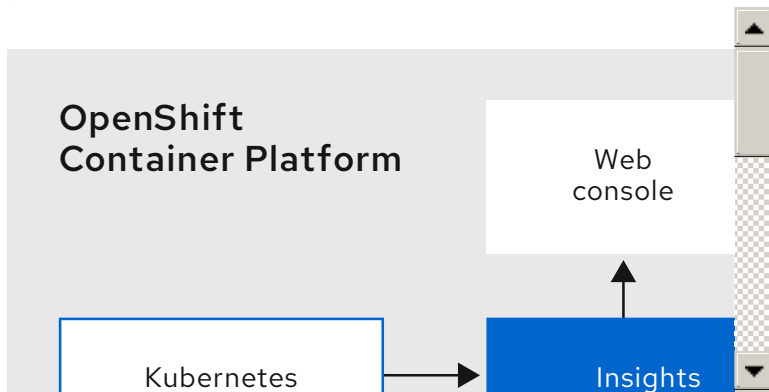 OpenShift
Container Platform
Web
console
Kubernetes
Insights